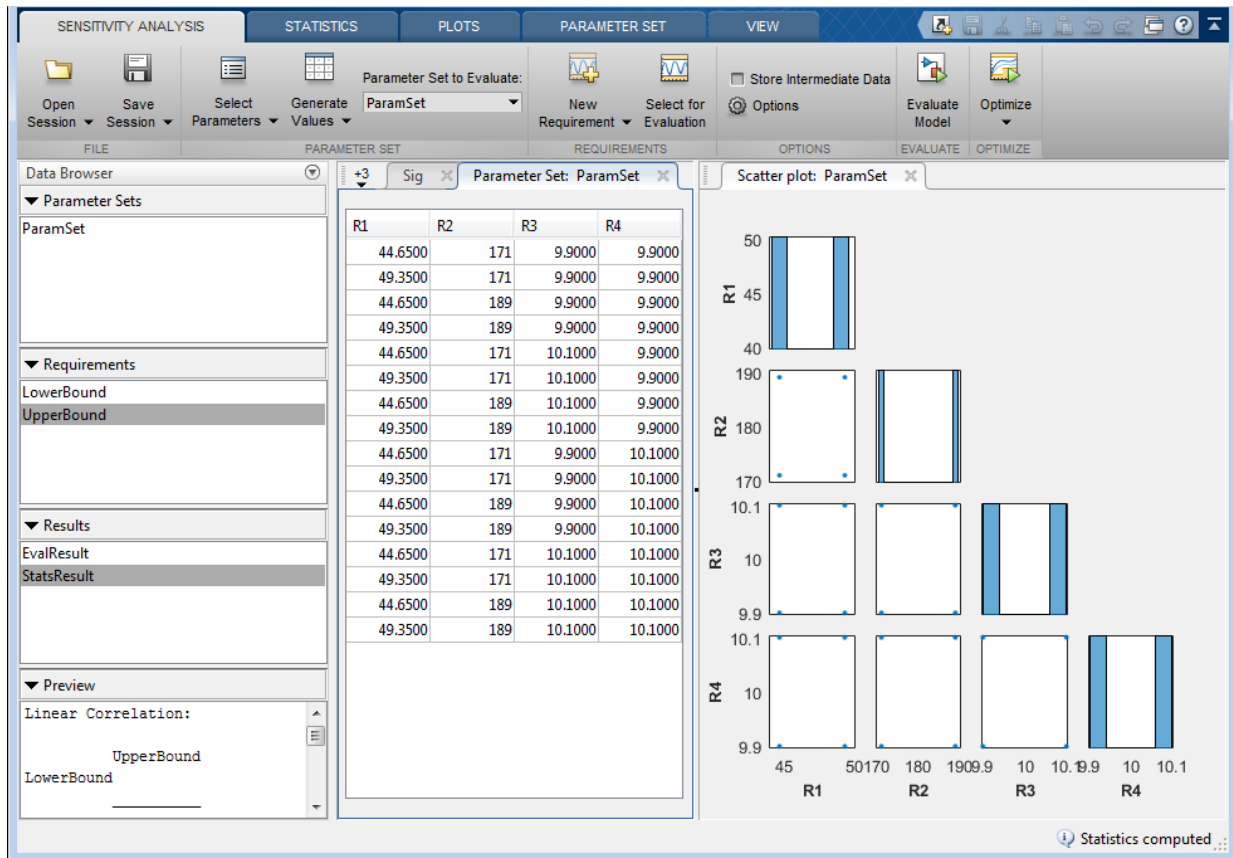 SENSITIVITY ANALYSIS STATISTICS PLOTS PARAMETER SET VIEW
Open Session Save Session
FILE
Select Parameters Generate Values Parameter Set to Evaluate:
ParamSet
PARAMETER SET
New Requirement Select for Evaluation
REQUIREMENTS
Store Intermediate Data
Options
OPTIONS
Evaluate Model
EVALUATE
Optimize
OPTIMIZE
Data Browser
Parameter Sets
ParamSet
Requirements
LowerBound
UpperBound
Results
EvalResult
StatsResult
Preview
Linear Correlation:
UpperBound
LowerBound
+3 Sig Parameter Set: ParamSet
R1 R2 R3 R4
44.6500 171 9.9000 9.9000
49.3500 171 9.9000 9.9000
44.6500 189 9.9000 9.9000
49.3500 189 9.9000 9.9000
44.6500 171 10.1000 9.9000
49.3500 171 10.1000 9.9000
44.6500 189 10.1000 9.9000
49.3500 189 10.1000 9.9000
44.6500 171 9.9000 10.1000
49.3500 171 9.9000 10.1000
44.6500 189 9.9000 10.1000
49.3500 189 9.9000 10.1000
44.6500 171 10.1000 10.1000
49.3500 171 10.1000 10.1000
44.6500 189 10.1000 10.1000
49.3500 189 10.1000 10.1000
Scatter plot: ParamSet
50
R1 45
40
190
R2 180
170
10.1
R3 10
9.9
10.1
R4 10
9.9
45 50 170 180 190 9.9 10 10.1 9.9 10 10.1
R1 R2 R3 R4
Statistics computed